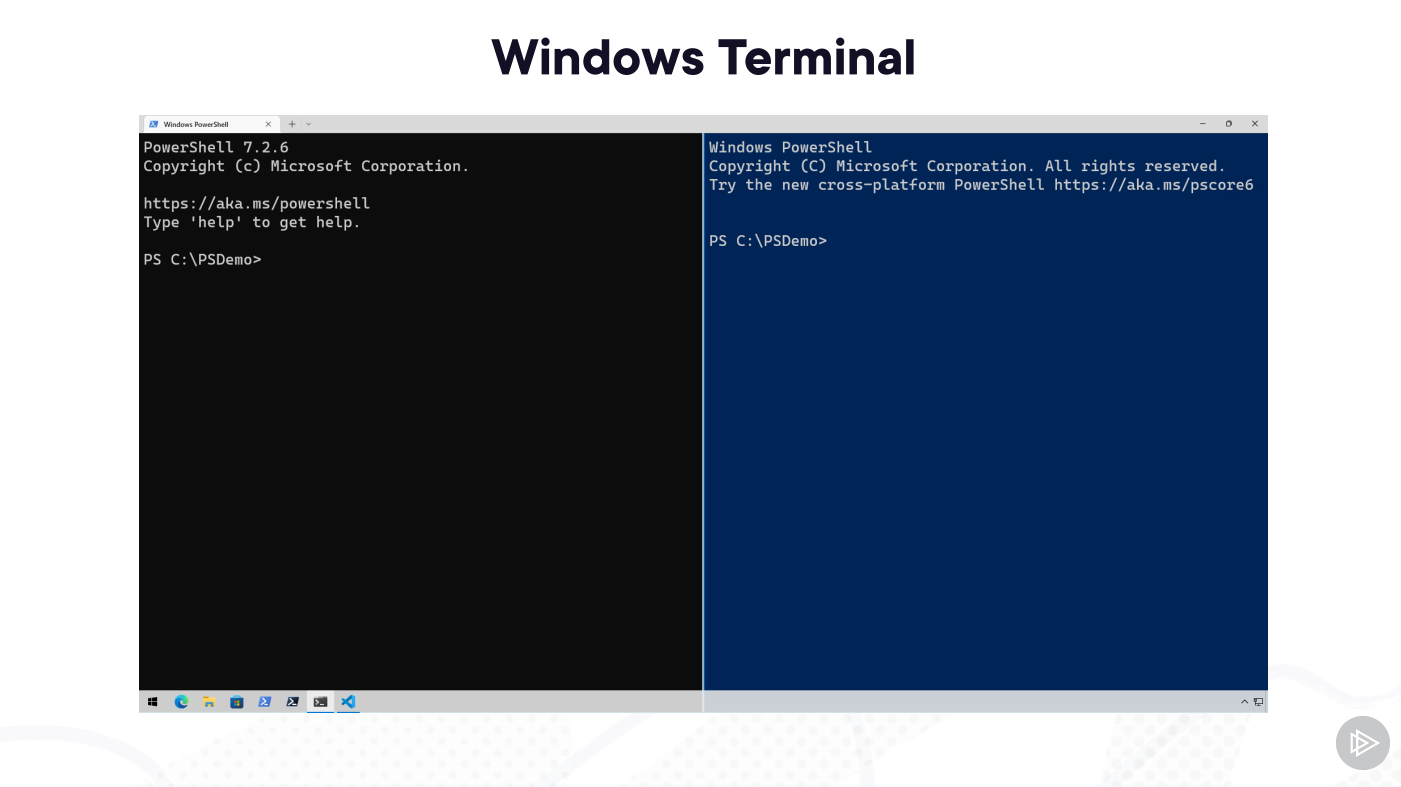 Windows Terminal
Windows PowerShell
PowerShell 7.2.6
Copyright (c) Microsoft Corporation.
https://aka.ms/powershell
Type 'help' to get help.
PS C:\PSDemo>
Windows PowerShell
Copyright (C) Microsoft Corporation. All rights reserved.
Try the new cross-platform PowerShell https://aka.ms/pscore6
PS C:\PSDemo>